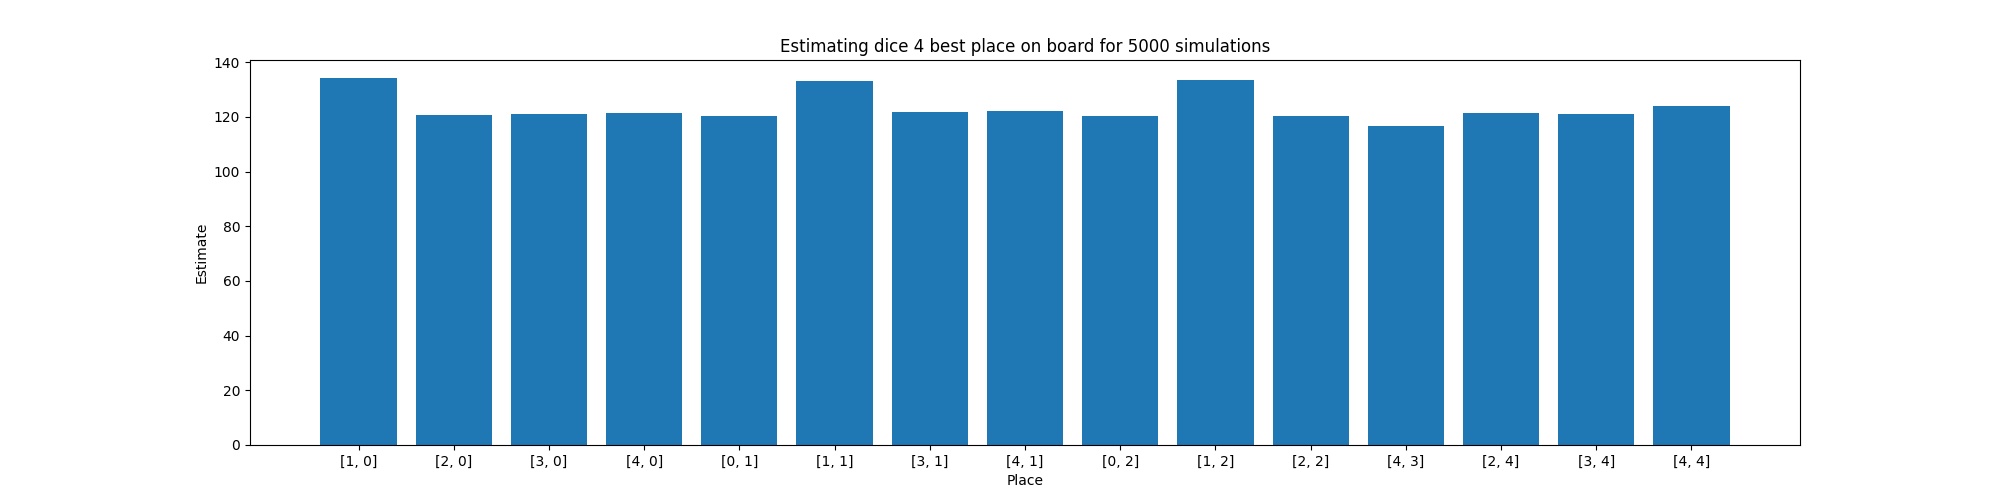 Estimating dice 4 best place on board for 5000 simulations
140
120
100
80
60
40
20
0
Estimate
[1, 0] [2, 0] [3, 0] [4, 0] [0, 1] [1, 1] [3, 1] [4, 1] [0, 2] [1, 2] [2, 2] [4, 3] [2, 4] [3, 4] [4, 4]
Place